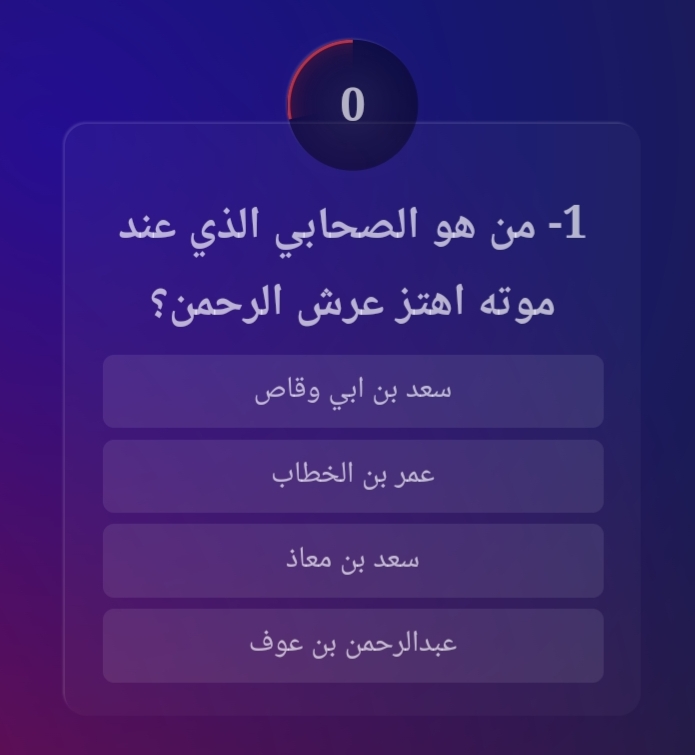 0
1- من هو الصحابي الذي عند
موته اهتز عرش الرحمن؟
سعد بن ابي وقاص
عمر بن الخطاب
سعد بن معاذ
عبدالرحمن بن عوف